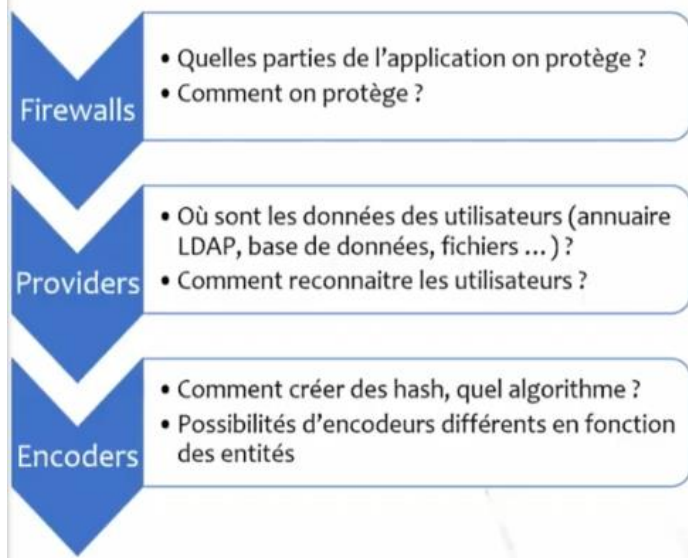 Firewalls
• Quelles parties de l'application on protège ?
• Comment on protège ?
Providers
• Où sont les données des utilisateurs (annuaire
LDAP, base de données, fichiers ...) ?
• Comment reconnaitre les utilisateurs ?
Encoders
• Comment créer des hash, quel algorithme ?
• Possibilités d'encodeurs différents en fonction
des entités